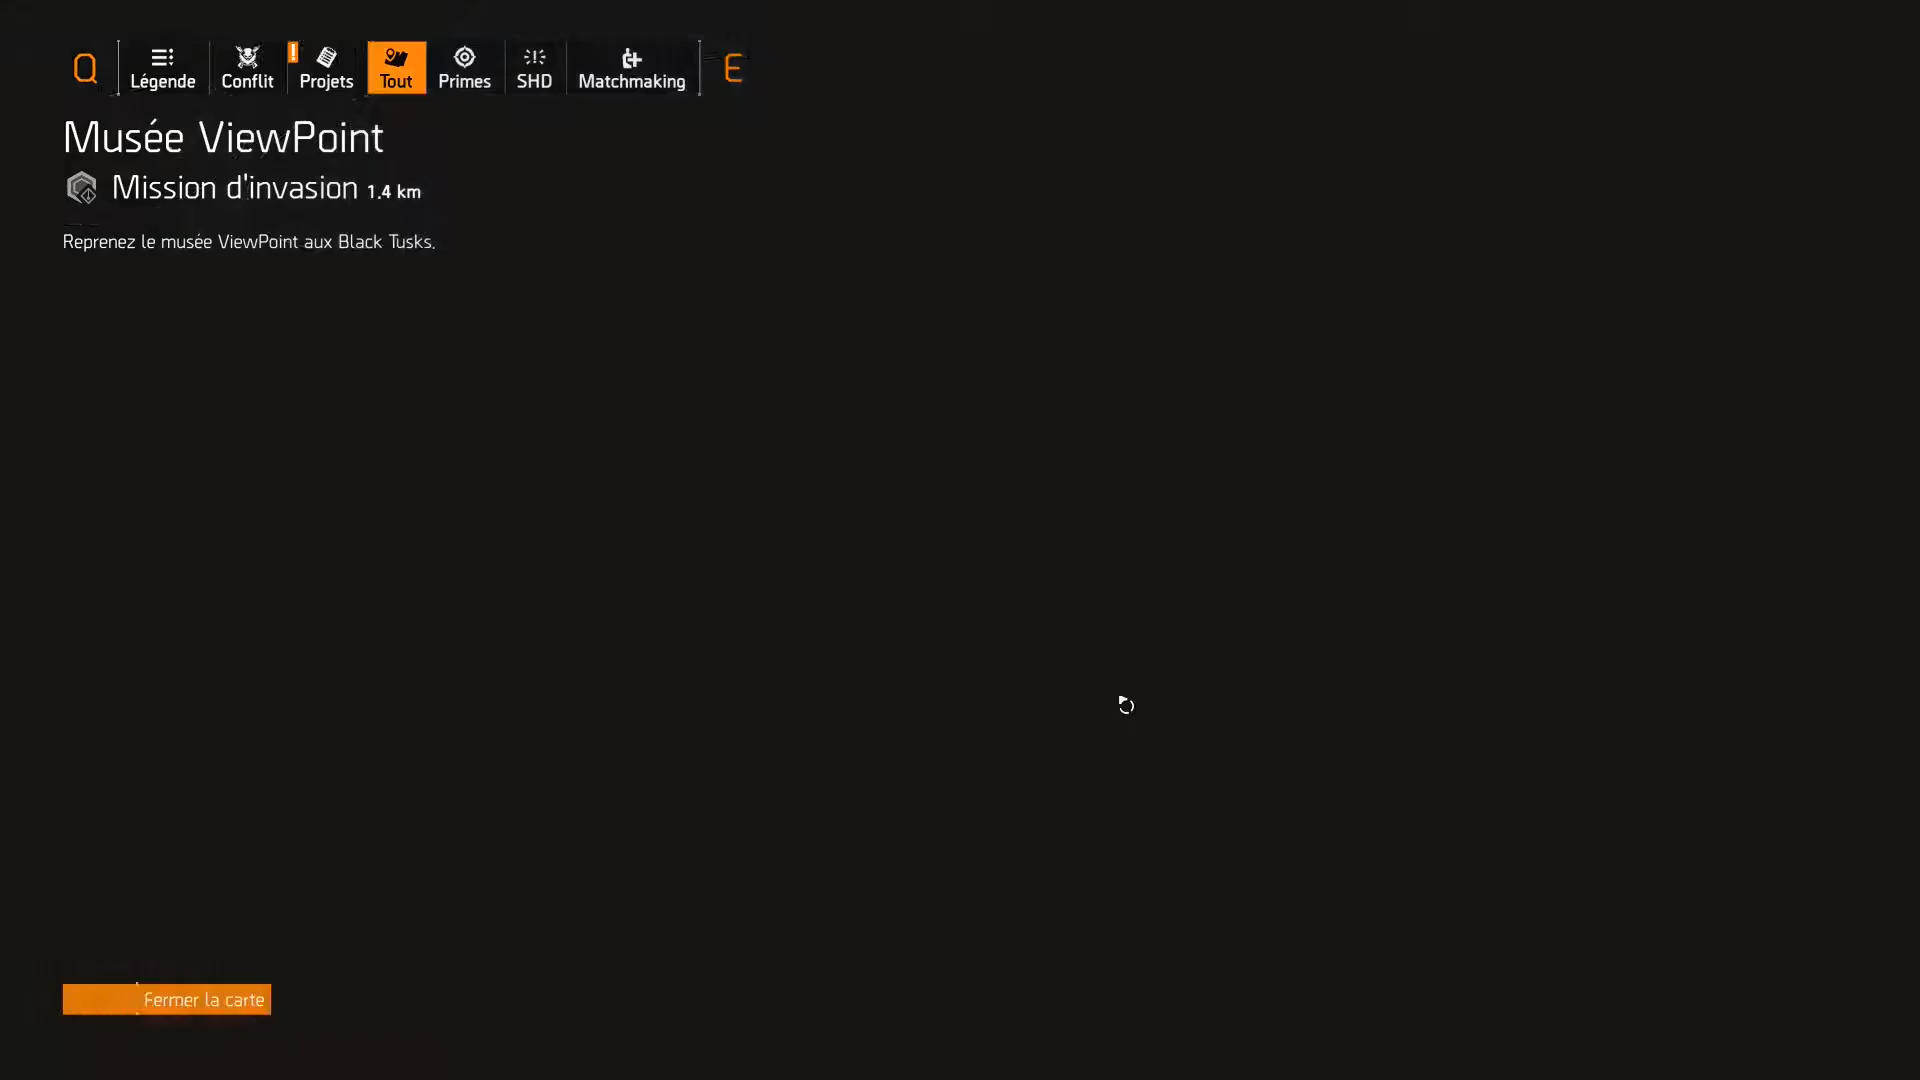 Q Légende Conflit ! Projets Tout Primes SHD Matchmaking E
Musée ViewPoint
Mission d'invasion 1.4 km
Reprenez le musée ViewPoint aux Black Tusks.
Fermer la carte